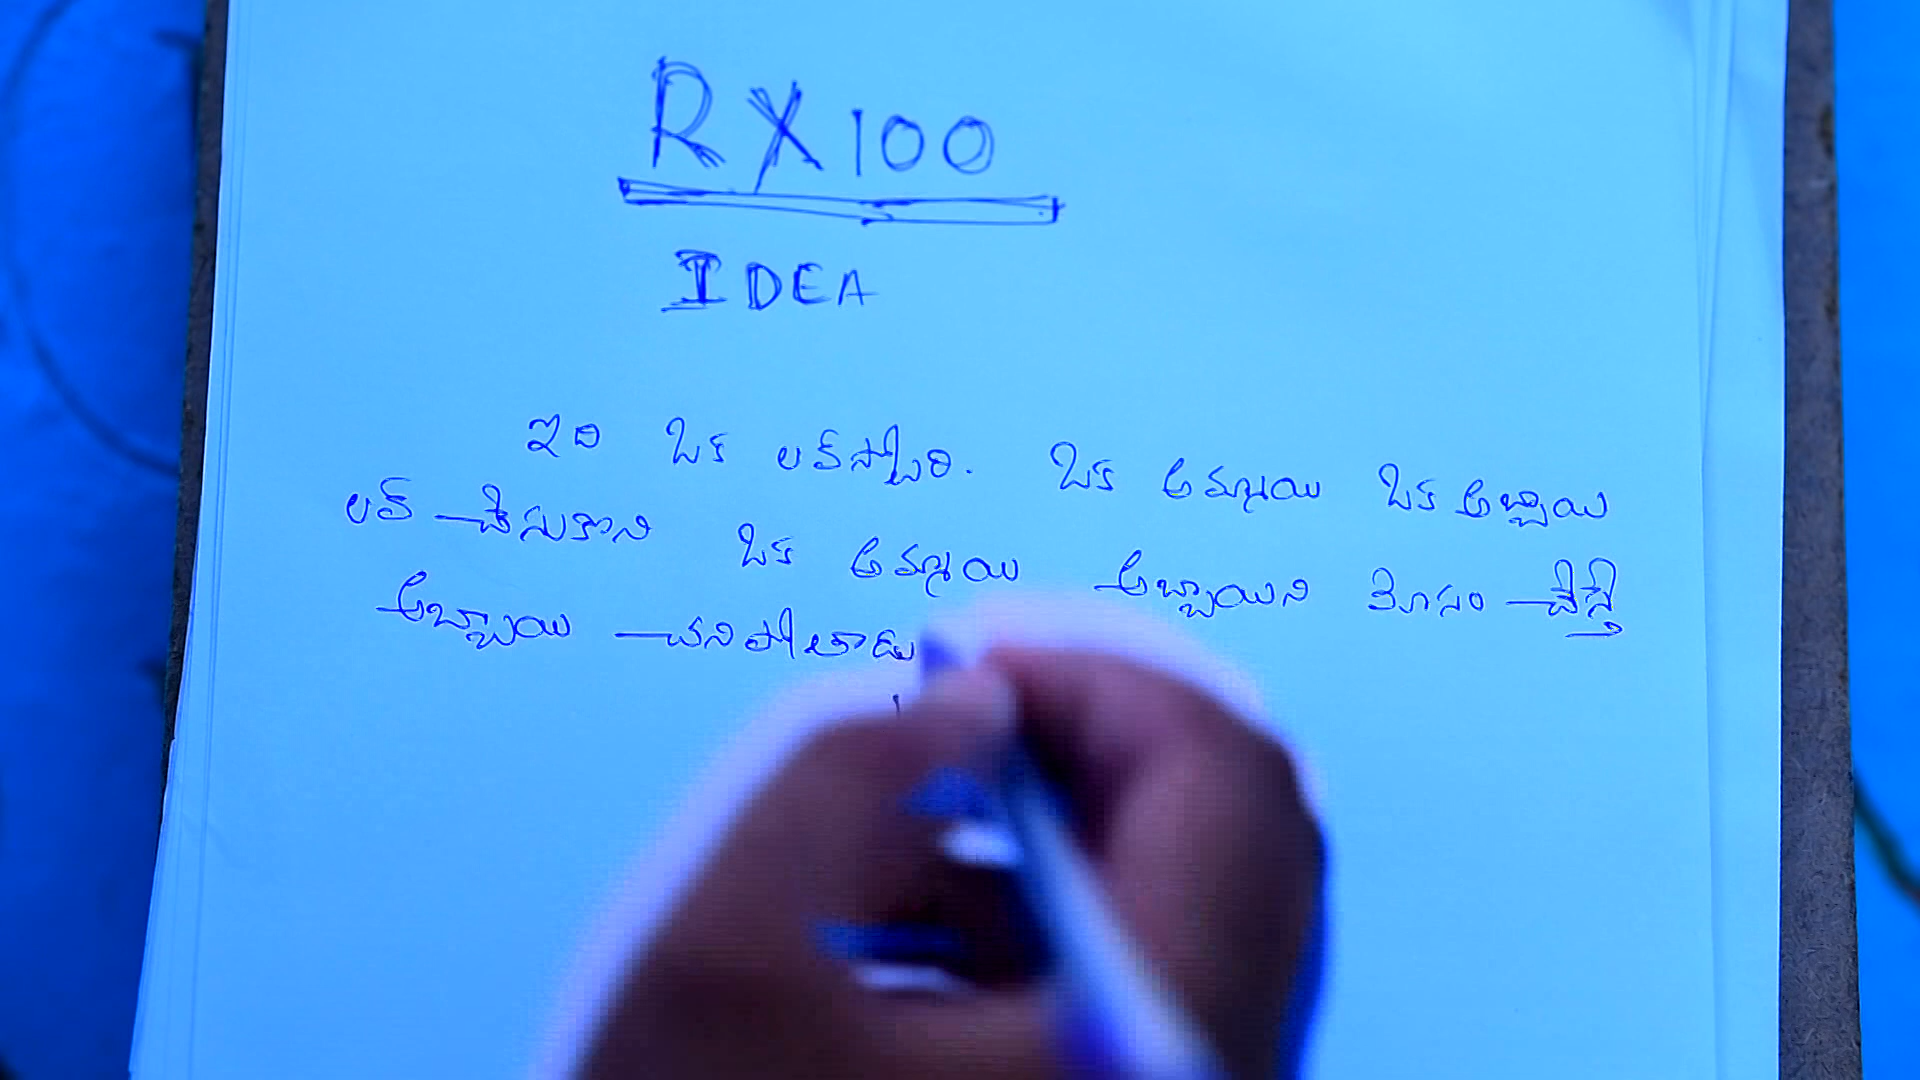 RX100
IDEA
ఇది ఒక లవ్‌స్టోరి. ఒక అమ్మాయి ఒక అబ్బాయి
లవ్ చేసుకొని ఒక అమ్మాయి అబ్బాయిని మోసం చేస్తే
అబ్బాయి చనిపోతాడు